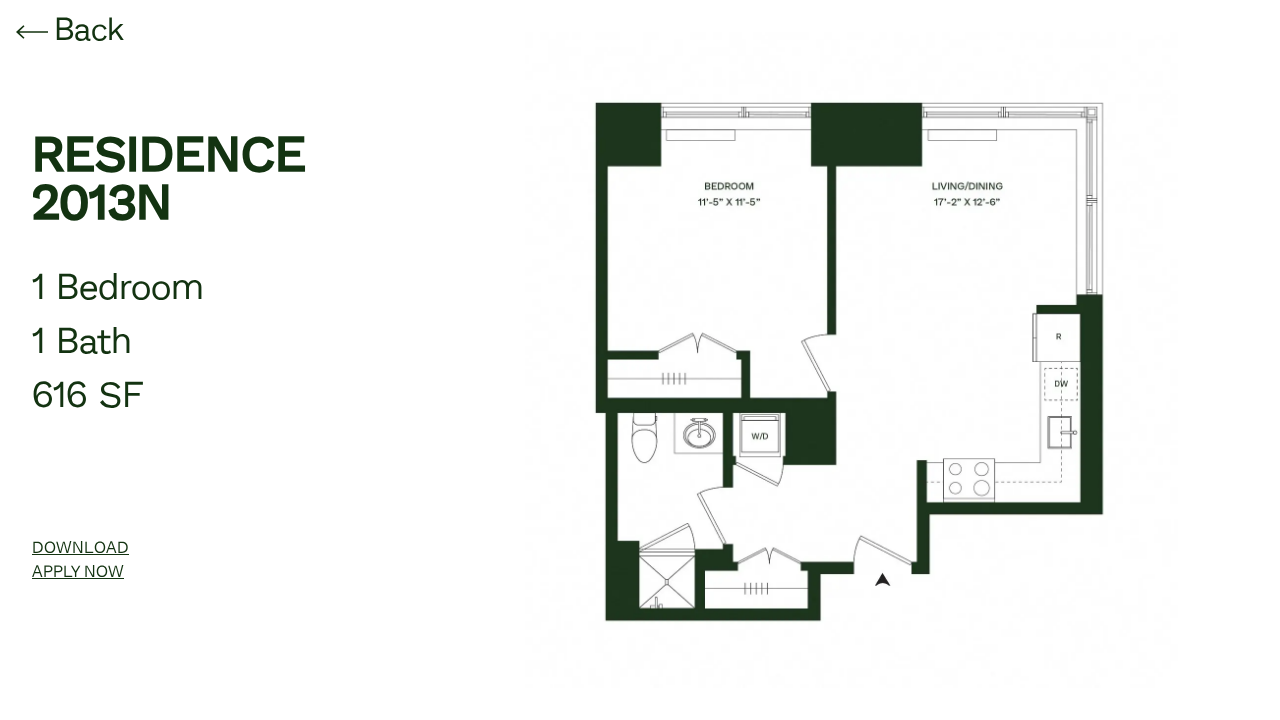 Back
RESIDENCE
2013N
1 Bedroom
1 Bath
616 SF
DOWNLOAD
APPLY NOW
BEDROOM
11'-5" X 11'-5"
LIVING/DINING
17'-2" X 12'-6"
R
DW
W/D